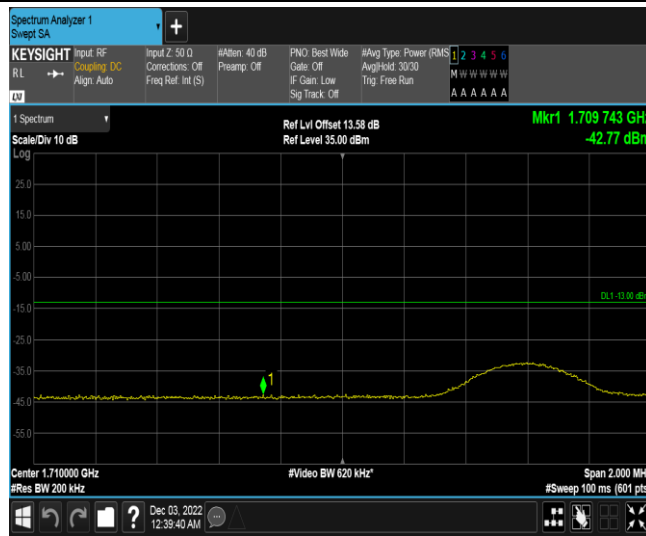 Spectrum Analyzer 1
Swept SA
KEYSIGHT
RL
LXI
Input: RF
Coupling: DC
Align: Auto
Input Z: 50 Ω
Corrections: Off
Freq Ref: Int (S)
#Atten: 40 dB
Preamp: Off
PNO: Best Wide
Gate: Off
IF Gain: Low
Sig Track: Off
#Avg Type: Power (RMS
Avg|Hold: 30/30
Trig: Free Run
1 2 3 4 5 6
M W W W W W
A A A A A A
1 Spectrum
Scale/Div 10 dB
Ref Lvl Offset 13.58 dB
Ref Level 35.00 dBm
Mkr1 1.709 743 GHz
-42.77 dBm
Log
25.0
15.0
5.00
-5.00
DL1 -13.00 dBm
-15.0
-25.0
-35.0
1
-45.0
-55.0
Center 1.710000 GHz
#Video BW 620 kHz*
Span 2.000 MH
#Res BW 200 kHz
#Sweep 100 ms (601 pts
?
Dec 03, 2022
12:39:40 AM